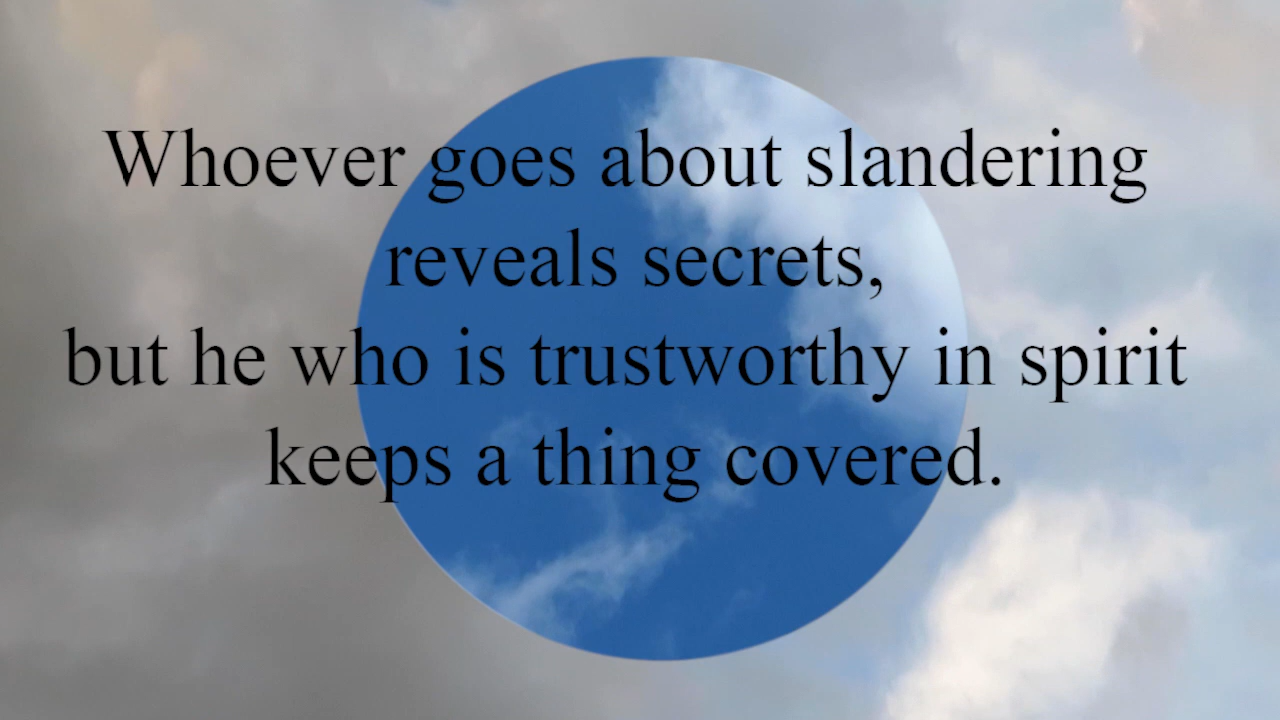 Whoever goes about slandering
reveals secrets,
but he who is trustworthy in spirit
keeps a thing covered.